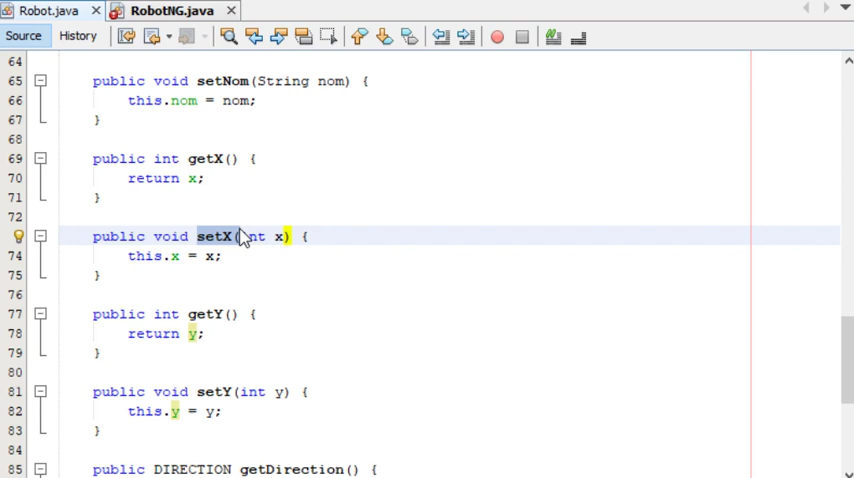 Robot.java RobotNG.java
Source History
64
65 public void setNom(String nom) {
66 this.nom = nom;
67 }
68
69 public int getX() {
70 return x;
71 }
72
public void setX(int x) {
74 this.x = x;
75 }
76
77 public int getY() {
78 return y;
79 }
80
81 public void setY(int y) {
82 this.y = y;
83 }
84
85 public DIRECTION getDirection() {